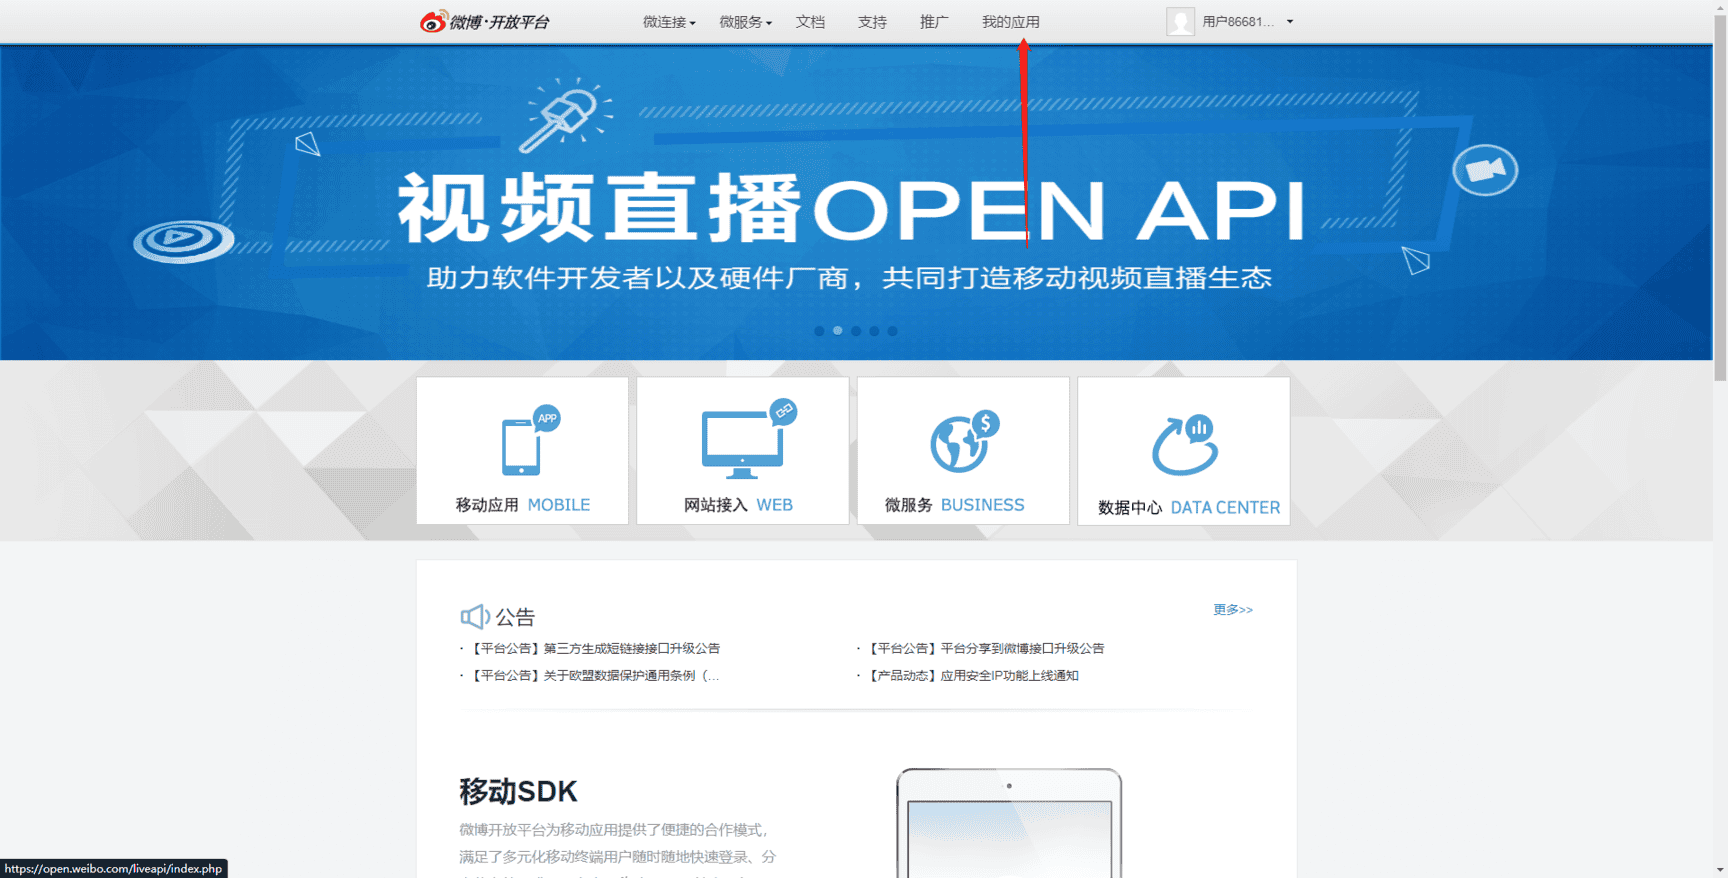 微博·开放平台
微连接 微服务 文档 支持 推广 我的应用
用户86681...
视频直播OPEN API
助力软件开发者以及硬件厂商，共同打造移动视频直播生态
APP
移动应用 MOBILE
网站接入 WEB
$
微服务 BUSINESS
数据中心 DATA CENTER
公告
更多>>
· 【平台公告】第三方生成短链接接口升级公告
· 【平台公告】平台分享到微博接口升级公告
· 【平台公告】关于欧盟数据保护通用条例（...
· 【产品动态】应用安全IP功能上线通知
移动SDK
微博开放平台为移动应用提供了便捷的合作模式，
满足了多元化移动终端用户随时随地快速登录、分
https://open.weibo.com/liveapi/index.php